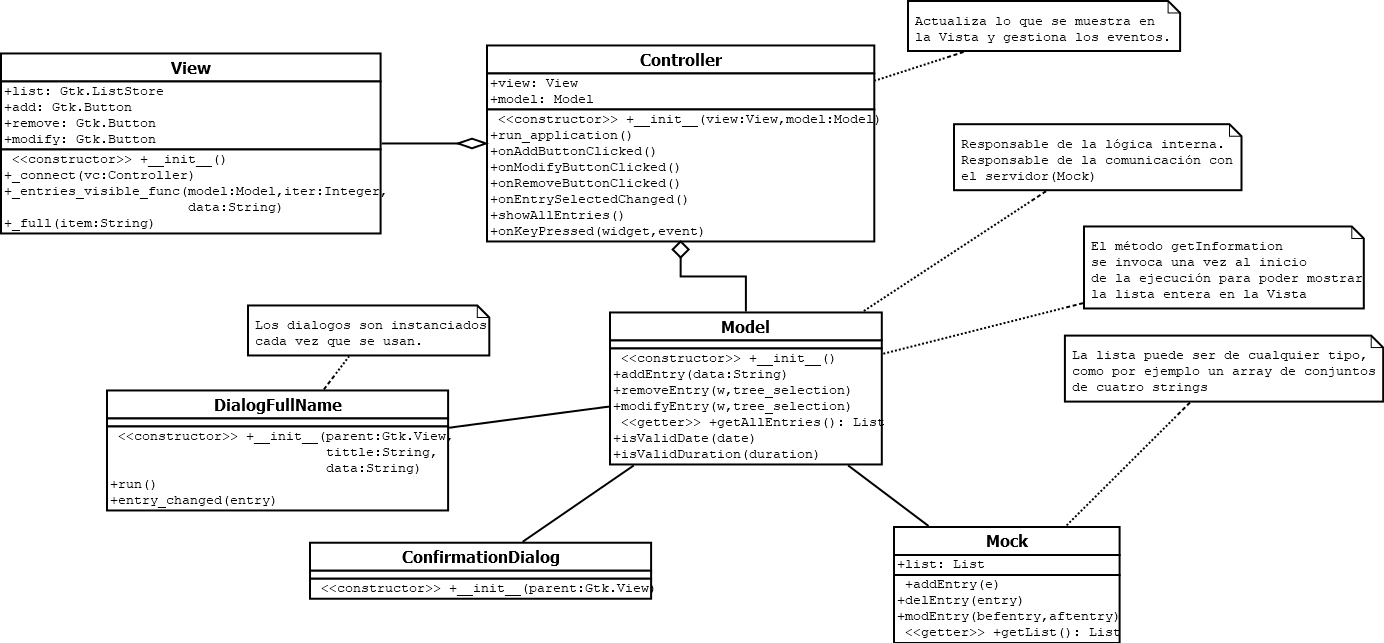 Actualiza lo que se muestra en
la Vista y gestiona los eventos.
View
+list: Gtk.ListStore
+add: Gtk.Button
+remove: Gtk.Button
+modify: Gtk.Button
<<constructor>> +__init__()
+_connect(vc:Controller)
+_entries_visible_func(model:Model,iter:Integer,
data:String)
+_full(item:String)
Controller
+view: View
+model: Model
<<constructor>> +__init__(view:View,model:Model)
+run_application()
+onAddButtonClicked()
+onModifyButtonClicked()
+onRemoveButtonClicked()
+onEntrySelectedChanged()
+showAllEntries()
+onKeyPressed(widget,event)
Responsable de la lógica interna.
Responsable de la comunicación con
el servidor(Mock)
El método getInformation
se invoca una vez al inicio
de la ejecución para poder mostrar
la lista entera en la Vista
Los dialogos son instanciados
cada vez que se usan.
Model
<<constructor>> +__init__()
+addEntry(data:String)
+removeEntry(w,tree_selection)
+modifyEntry(w,tree_selection)
<<getter>> +getAllEntries(): List
+isValidDate(date)
+isValidDuration(duration)
La lista puede ser de cualquier tipo,
como por ejemplo un array de conjuntos
de cuatro strings
DialogFullName
<<constructor>> +__init__(parent:Gtk.View,
tittle:String,
data:String)
+run()
+entry_changed(entry)
ConfirmationDialog
<<constructor>> +__init__(parent:Gtk.View)
Mock
+list: List
+addEntry(e)
+delEntry(entry)
+modEntry(befentry,aftentry)
<<getter>> +getList(): List